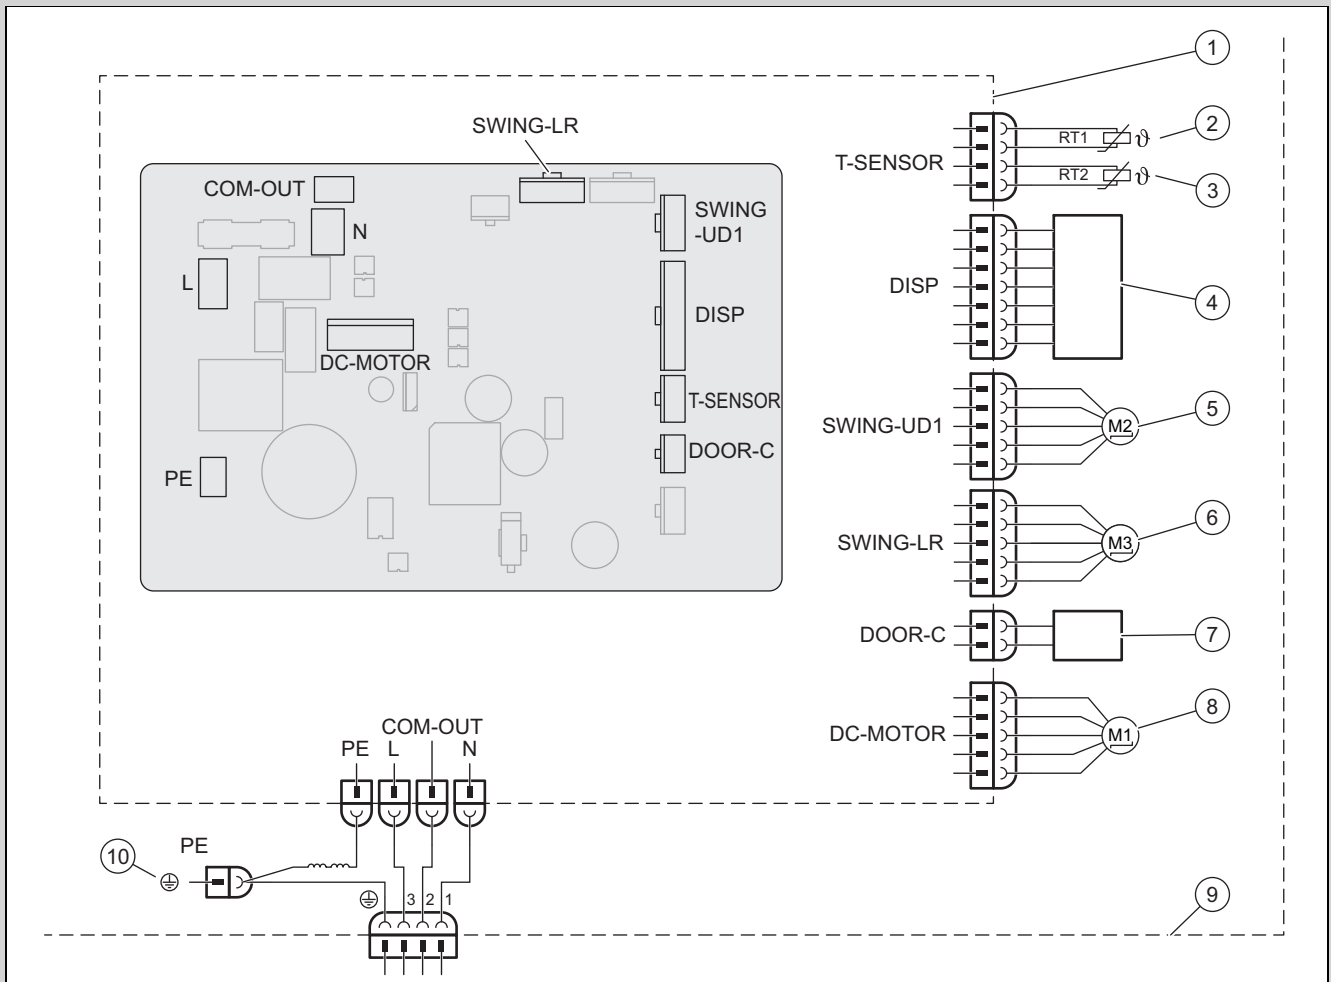 1
SWING-LR
2
RT1 ϑ
T-SENSOR
RT2 ϑ
3
COM-OUT
N
SWING
-UD1
L
DISP
4
DISP
DC-MOTOR
T-SENSOR
SWING-UD1
M2
5
DOOR-C
PE
6
SWING-LR
M3
DOOR-C
7
8
DC-MOTOR
M1
COM-OUT
PE L N
PE
10
3 2 1
9